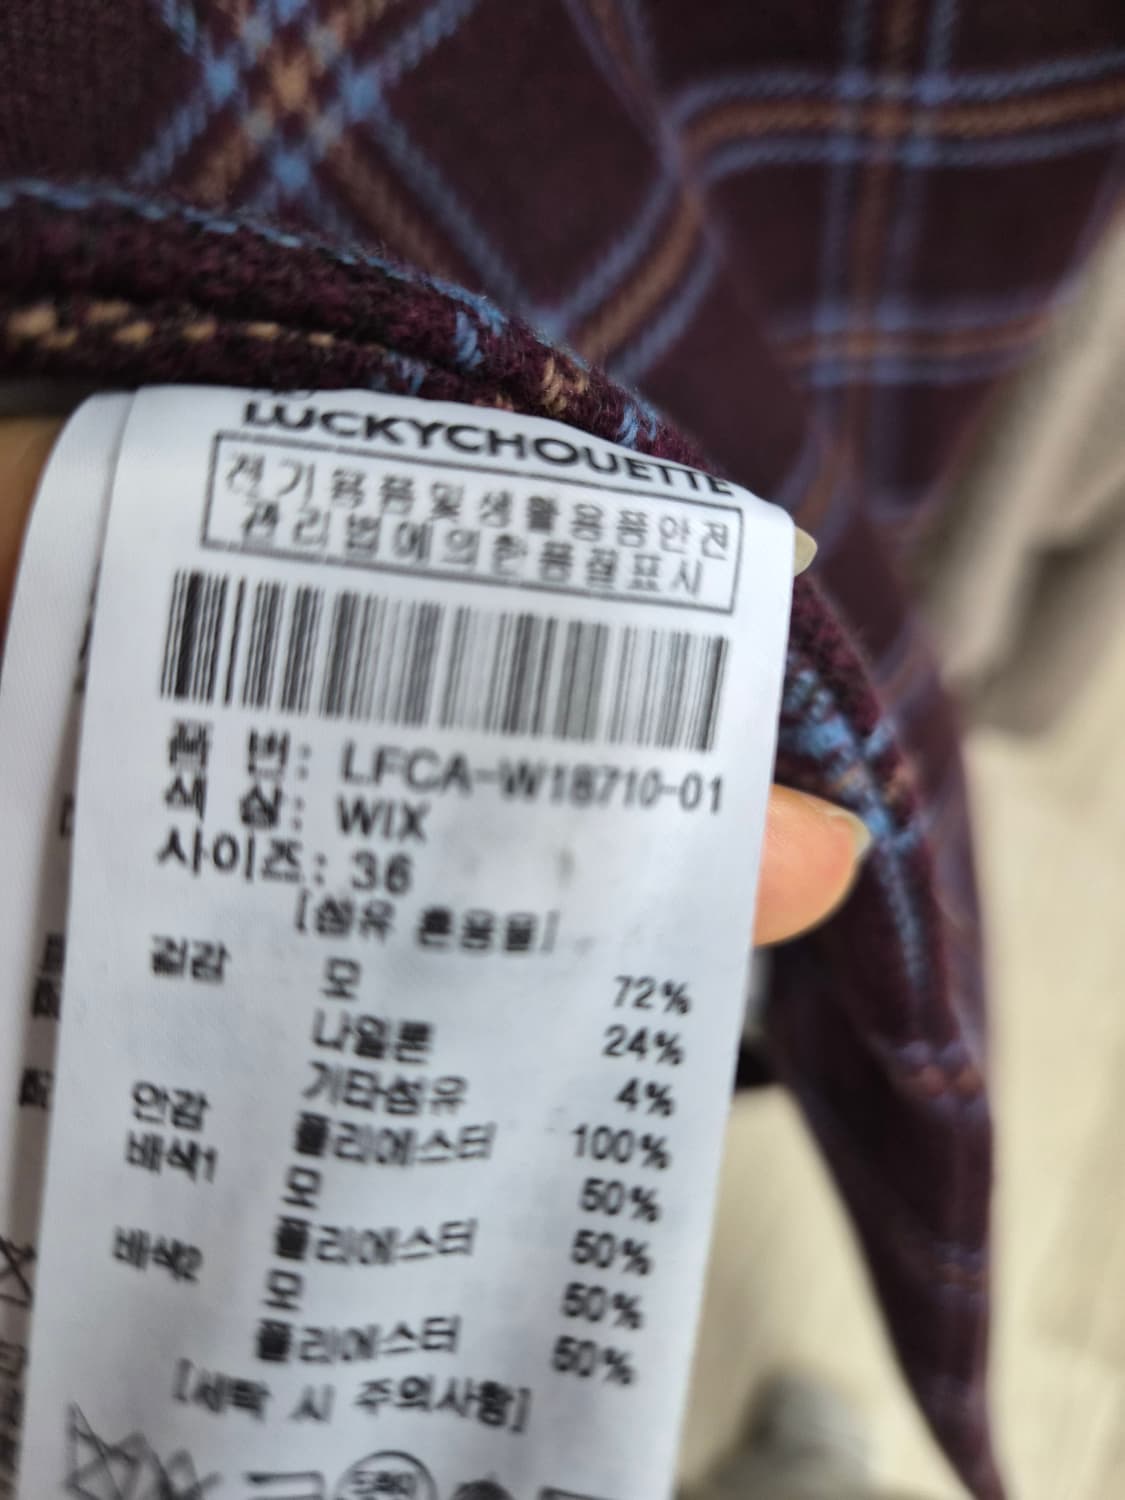 LUCKYCHOUETTE
전기용품및생활용품안전
관리법에의한품질표시
품 번: LFCA-W18710-01
색 상: WIX
사이즈: 36
[섬유 혼용율]
겉감 모 72%
나일론 24%
기타섬유 4%
안감 폴리에스터 100%
배색1 모 50%
폴리에스터 50%
배색2 모 50%
폴리에스터 50%
[세탁 시 주의사항]